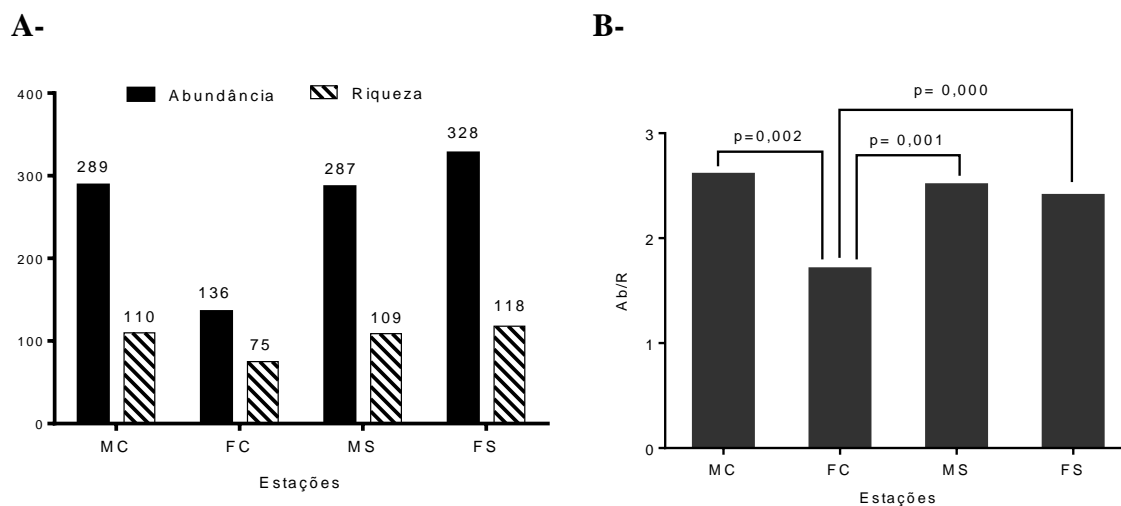 A-
Abundância Riqueza
400
300
200
100
0
289
110
136
75
287
109
328
118
MC FC MS FS
Estações
B-
p= 0,000
p=0,002
p= 0,001
3
2
1
0
Ab/R
MC FC MS FS
Estações